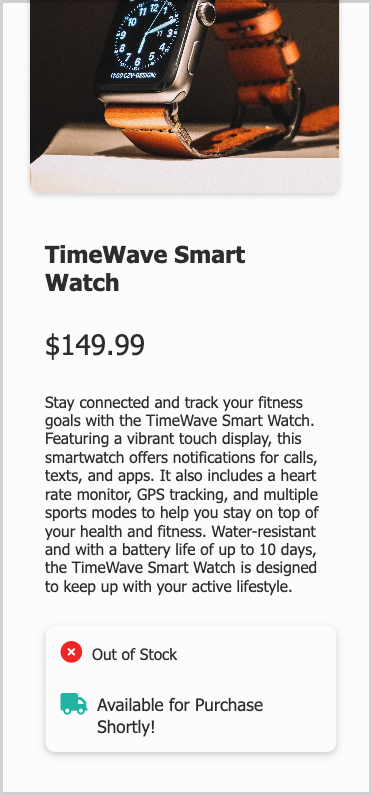 TimeWave Smart
Watch
$149.99
Stay connected and track your fitness
goals with the TimeWave Smart Watch.
Featuring a vibrant touch display, this
smartwatch offers notifications for calls,
texts, and apps. It also includes a heart
rate monitor, GPS tracking, and multiple
sports modes to help you stay on top of
your health and fitness. Water-resistant
and with a battery life of up to 10 days,
the TimeWave Smart Watch is designed
to keep up with your active lifestyle.
Out of Stock
Available for Purchase
Shortly!